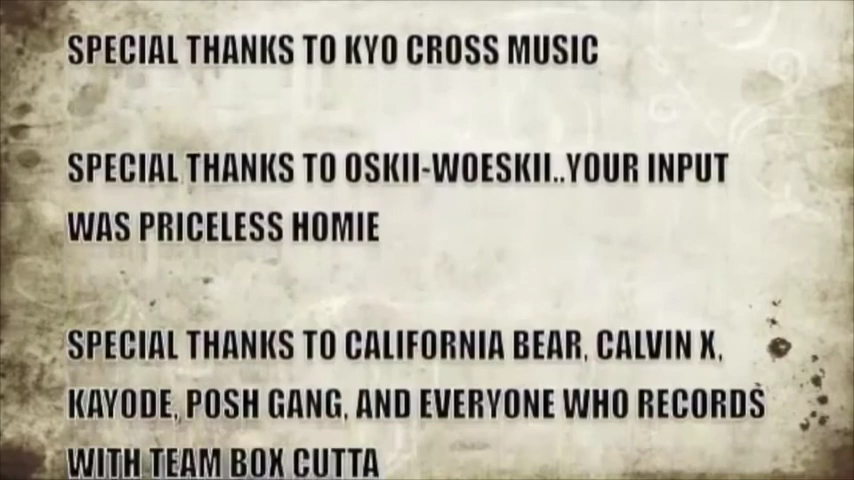 SPECIAL THANKS TO KYO CROSS MUSIC
SPECIAL THANKS TO OSKII-WOESKII..YOUR INPUT
WAS PRICELESS HOMIE
SPECIAL THANKS TO CALIFORNIA BEAR, CALVIN X,
KAYODE, POSH GANG, AND EVERYONE WHO RECORDS
WITH TEAM BOX CUTTA